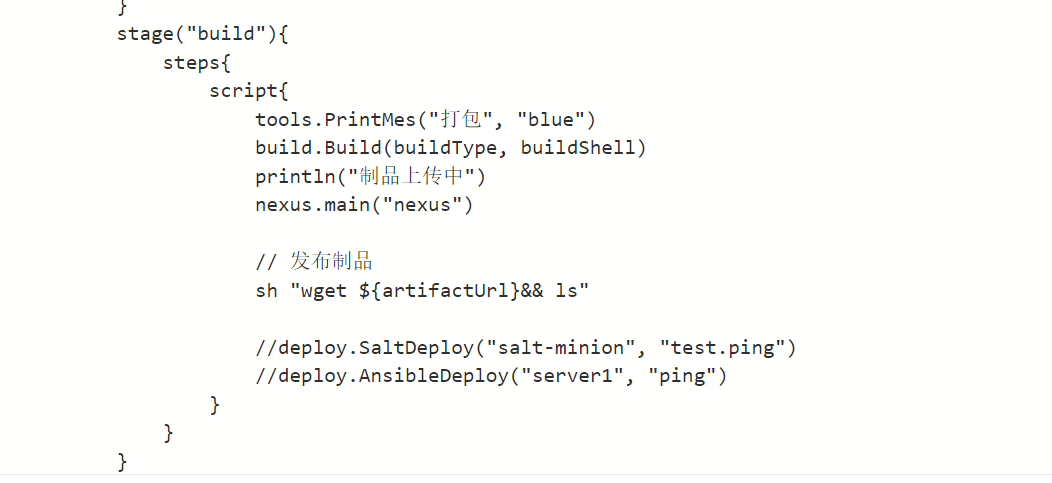 }
stage("build"){
steps{
script{
tools.PrintMes("打包", "blue")
build.Build(buildType, buildShell)
println("制品上传中")
nexus.main("nexus")
// 发布制品
sh "wget ${artifactUrl}&& ls"
//deploy.SaltDeploy("salt-minion", "test.ping")
//deploy.AnsibleDeploy("server1", "ping")
}
}
}